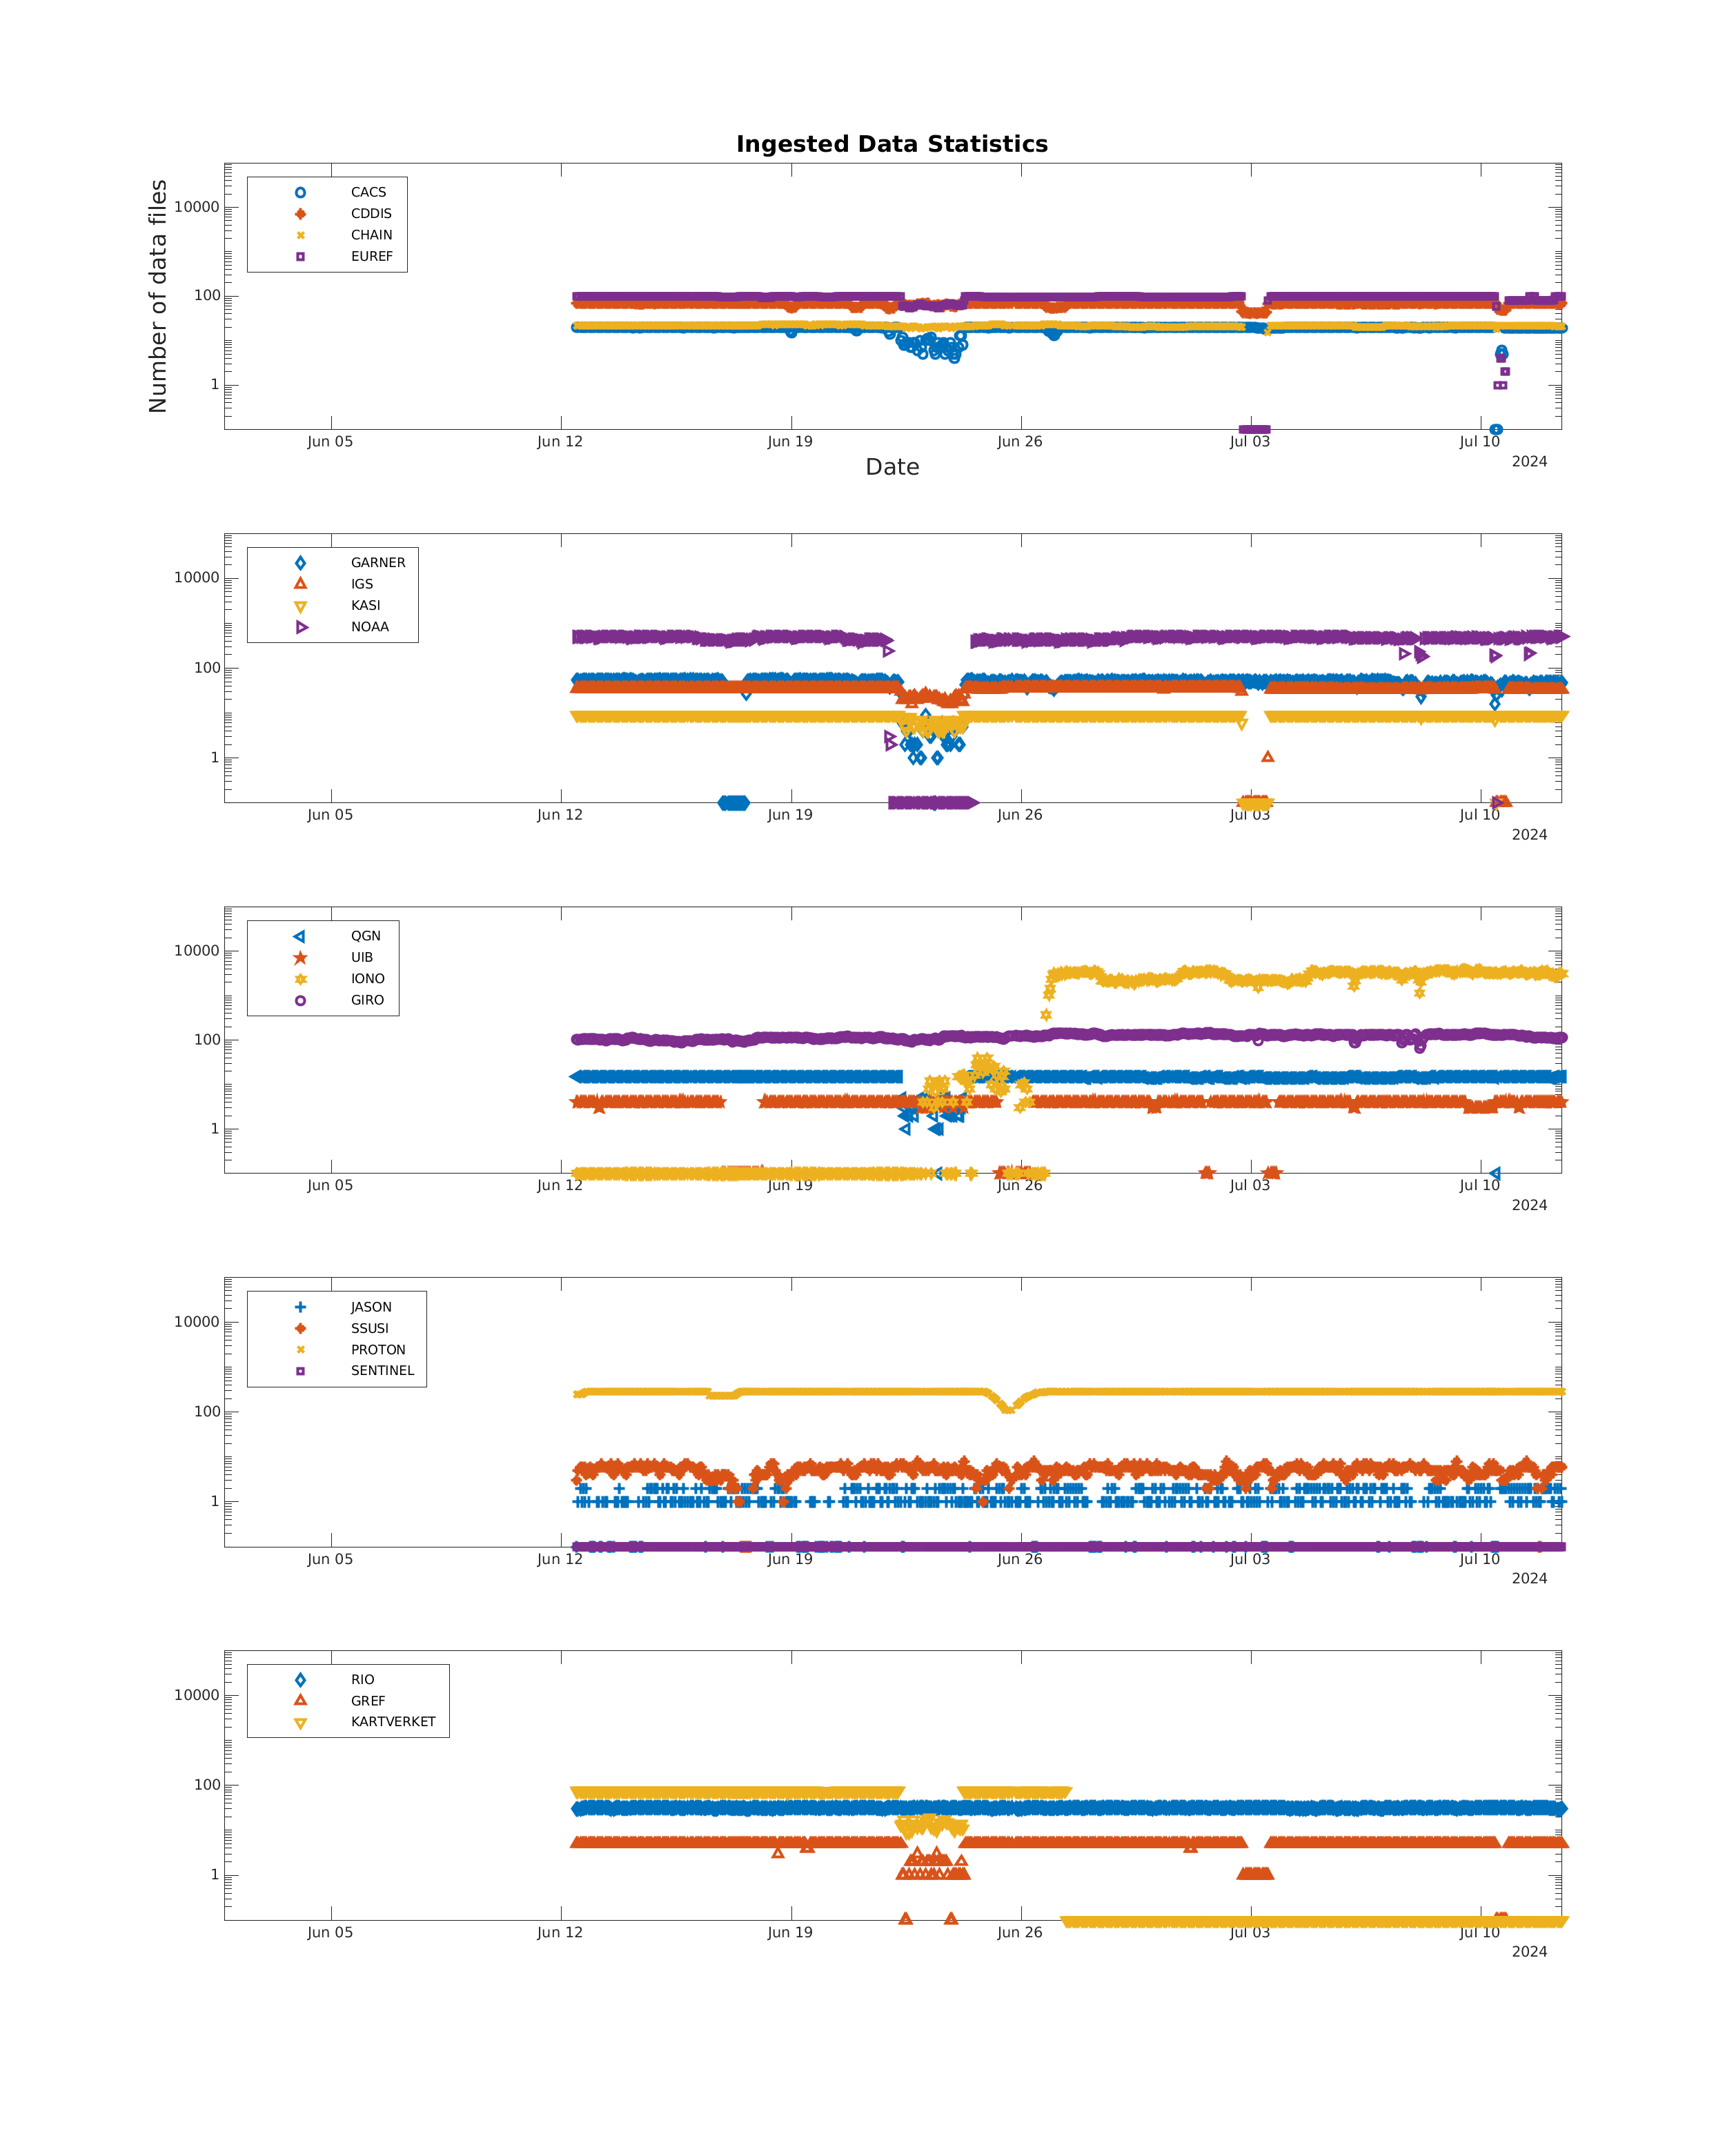 Ingested Data Statistics
Number of data files
10000
100
1
CACS
CDDIS
CHAIN
EUREF
Jun 05 Jun 12 Jun 19 Jun 26 Jul 03 Jul 10
2024
Date
10000
100
1
GARNER
IGS
KASI
NOAA
Jun 05 Jun 12 Jun 19 Jun 26 Jul 03 Jul 10
2024
10000
100
1
QGN
UIB
IONO
GIRO
Jun 05 Jun 12 Jun 19 Jun 26 Jul 03 Jul 10
2024
10000
100
1
JASON
SSUSI
PROTON
SENTINEL
Jun 05 Jun 12 Jun 19 Jun 26 Jul 03 Jul 10
2024
10000
100
1
RIO
GREF
KARTVERKET
Jun 05 Jun 12 Jun 19 Jun 26 Jul 03 Jul 10
2024